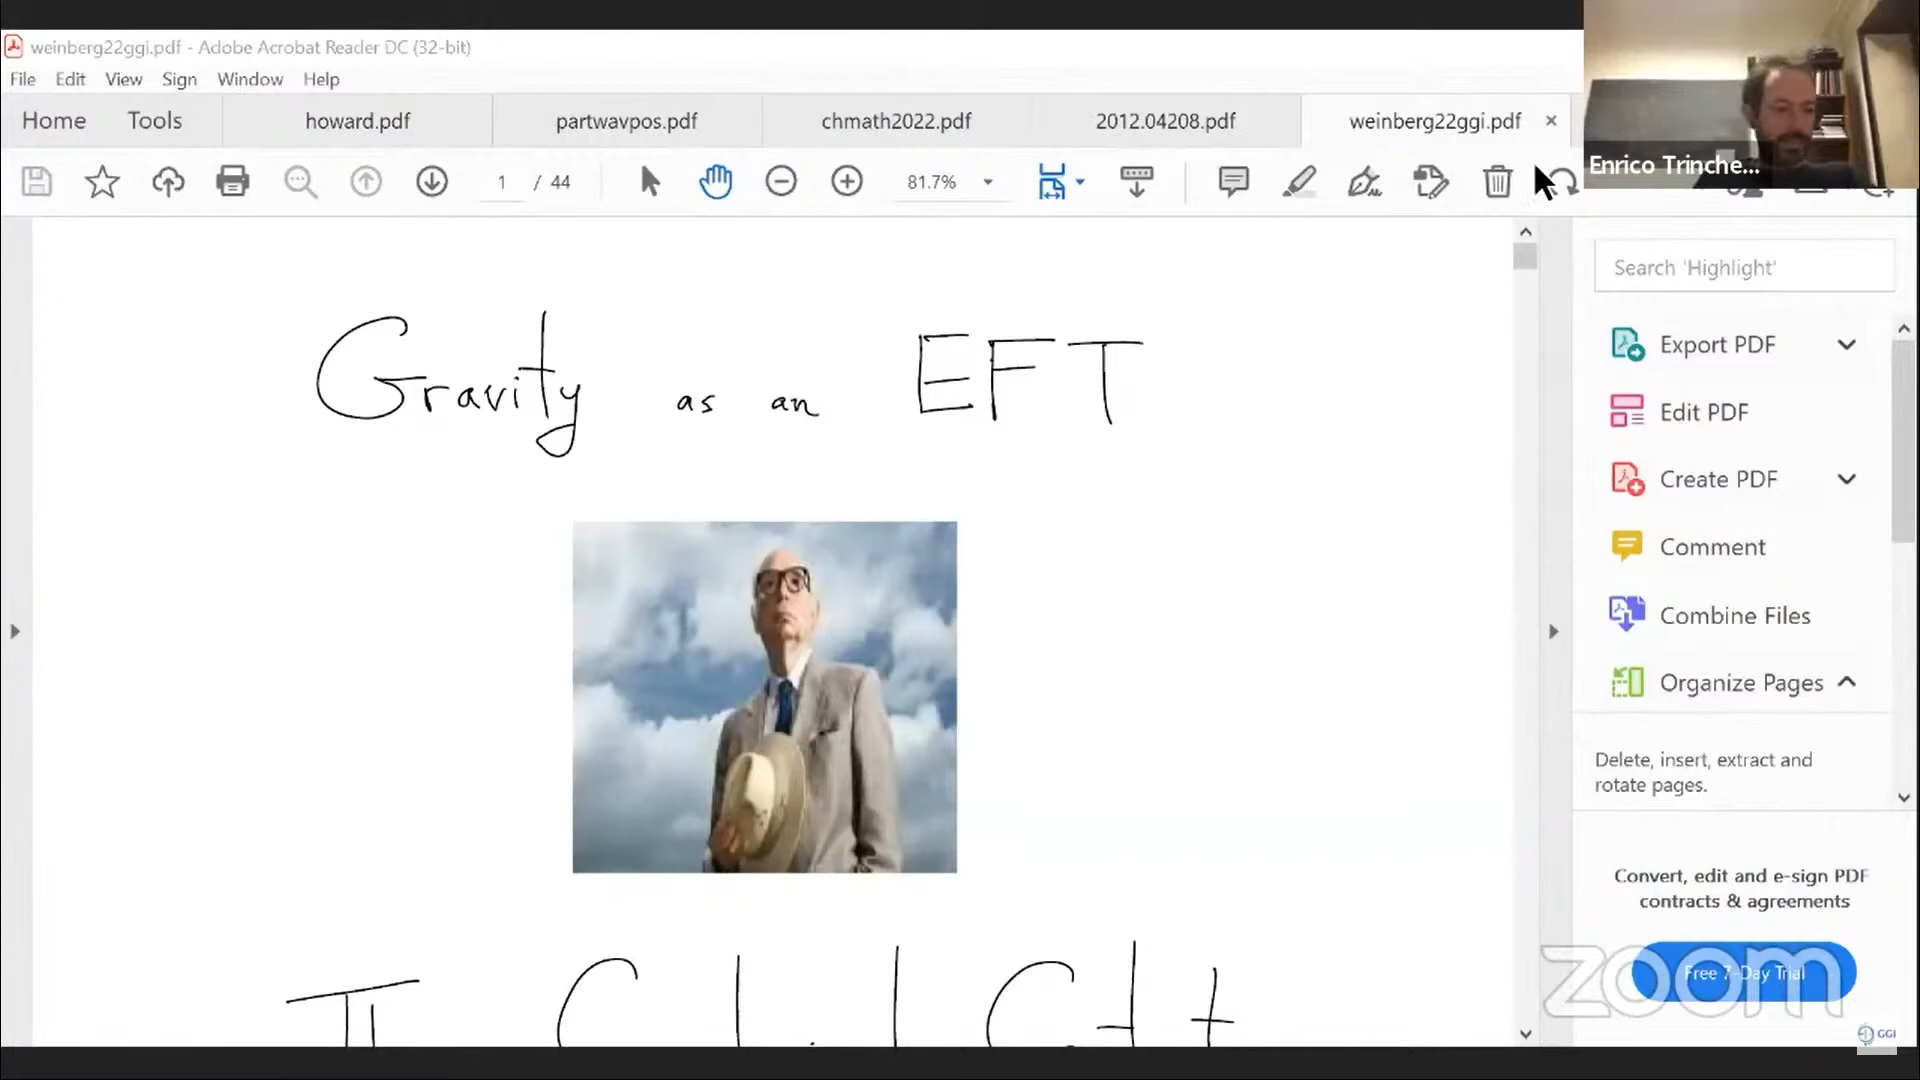 weinberg22ggi.pdf - Adobe Acrobat Reader DC (32-bit)
File Edit View Sign Window Help
Home Tools howard.pdf partwavpos.pdf chmath2022.pdf 2012.04208.pdf weinberg22ggi.pdf ×
Enrico Trinche...
1 / 44 81.7%
Search 'Highlight'
Gravity as an EFT
Export PDF
Edit PDF
Create PDF
Comment
Combine Files
Organize Pages
Delete, insert, extract and
rotate pages.
Convert, edit and e-sign PDF
contracts & agreements
Free 7-Day Trial
zoom
GGI